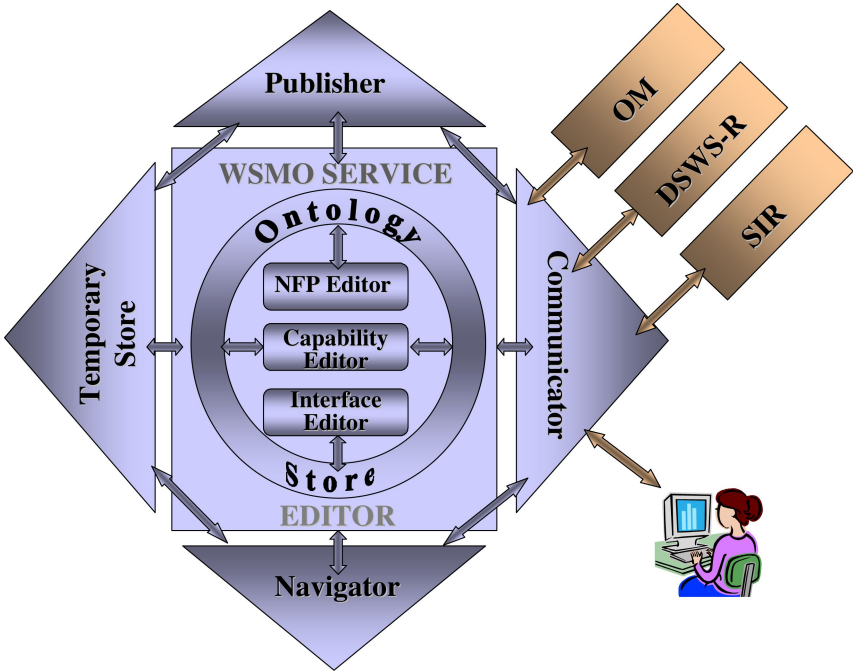 Publisher
OM
DSWS-R
SIR
WSMO SERVICE
Ontology
NFP Editor
Capability
Editor
Interface
Editor
Store
EDITOR
Temporary
Store
Communicator
Navigator